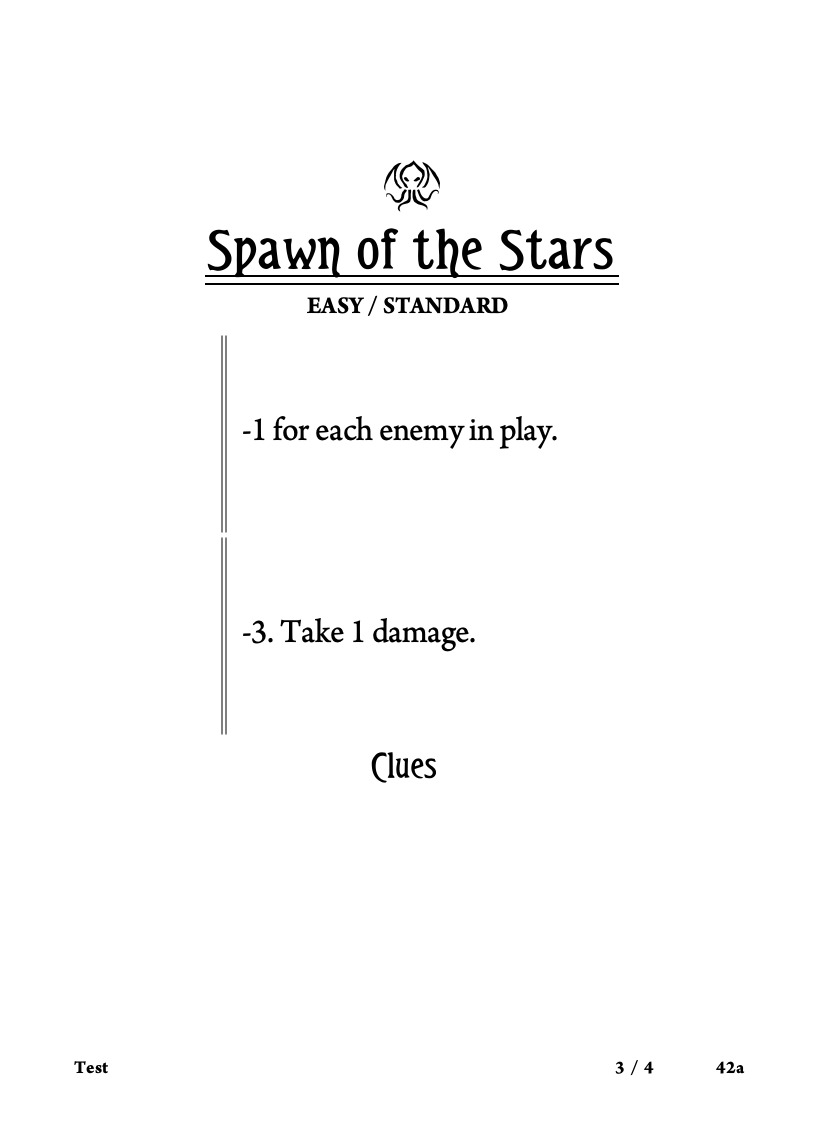 Spawn of the Stars
EASY / STANDARD
-1 for each enemy in play.
-3. Take 1 damage.
Clues
Test 3 / 4 42a